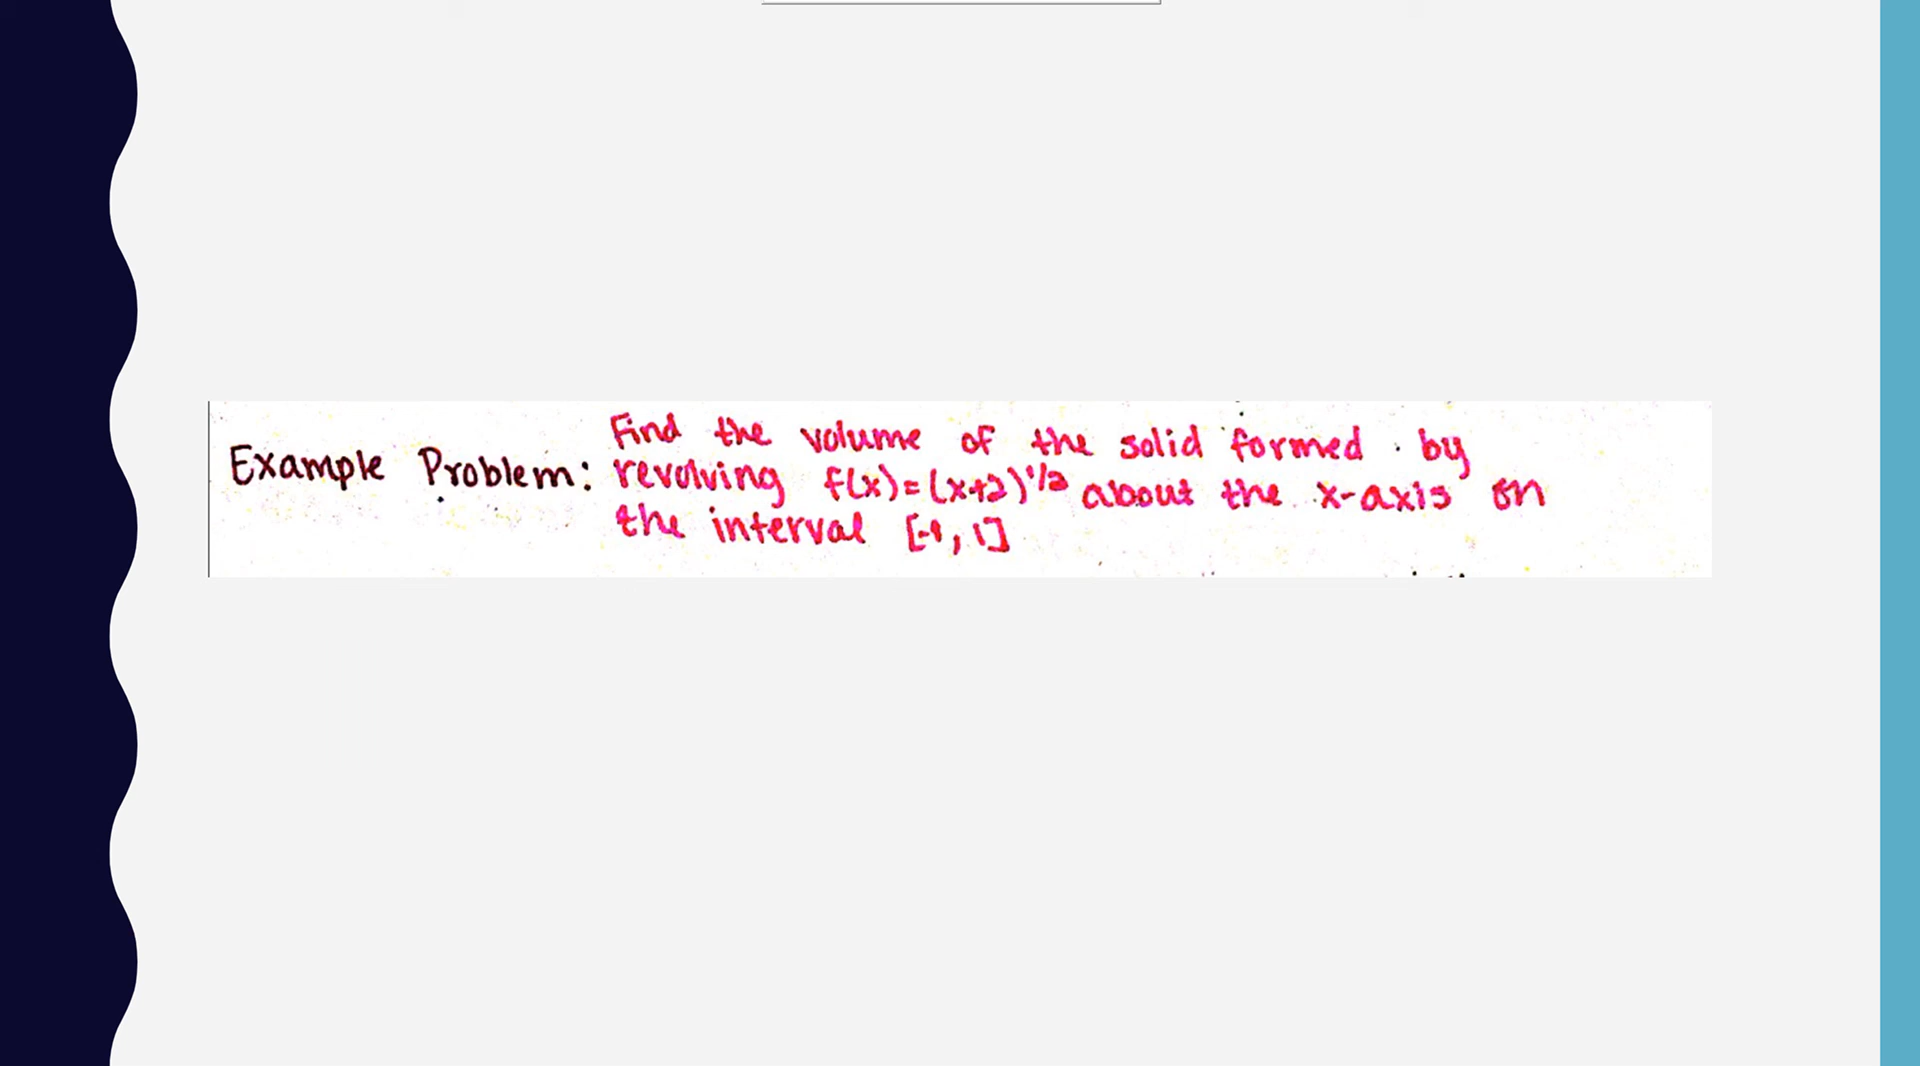 Find the volume of the solid formed by
Example Problem: revolving f(x)=(x+2)^1/2 about the x-axis on
the interval [-1, 1]